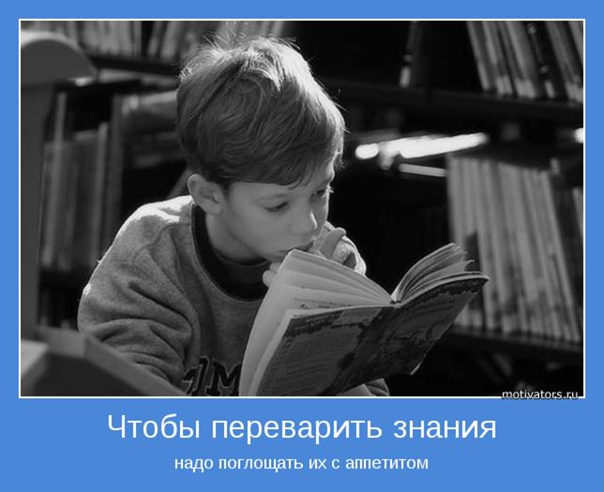 motivators.ru
Чтобы переварить знания
надо поглощать их с аппетитом